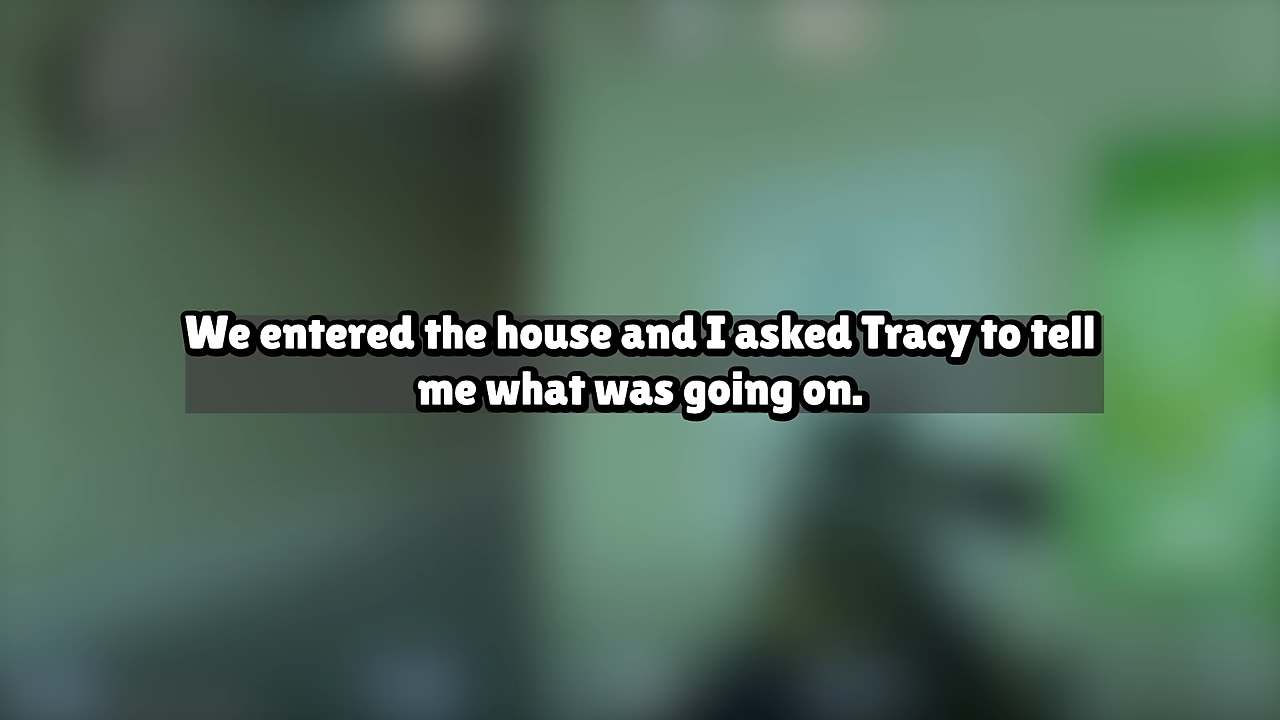 We entered the house and I asked Tracy to tell
me what was going on.